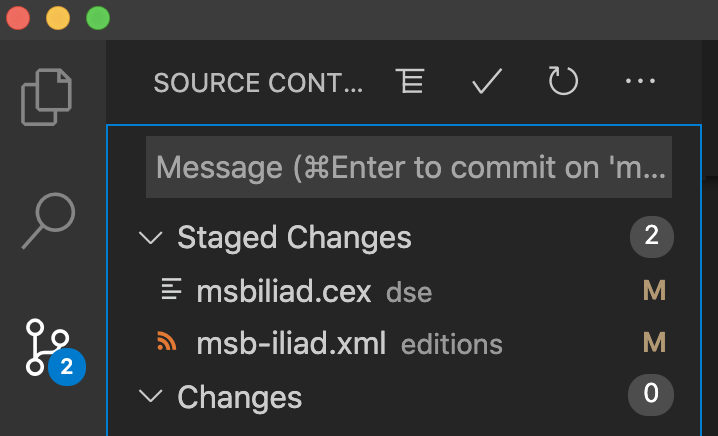 SOURCE CONT...
Message (⌘Enter to commit on 'm...
Staged Changes 2
msbiliad.cex dse M
msb-iliad.xml editions M
2
Changes 0